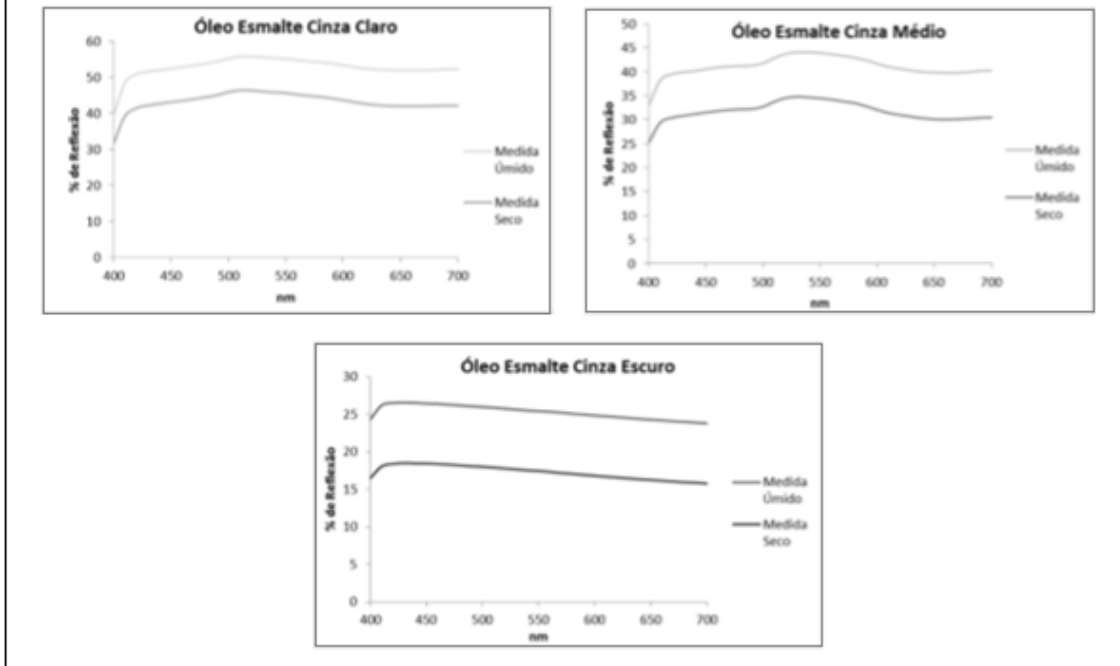 Óleo Esmalte Cinza Claro
% de Reflexão
60
50
40
30
20
10
0
400 450 500 550 600 650 700
nm
Medida
Úmido
Medida
Seco
Óleo Esmalte Cinza Médio
% de Reflexão
50
45
40
35
30
25
20
15
10
5
0
400 450 500 550 600 650 700
nm
Medida
Úmido
Medida
Seco
Óleo Esmalte Cinza Escuro
% de Reflexão
30
25
20
15
10
5
0
400 450 500 550 600 650 700
nm
Medida
Úmido
Medida
Seco